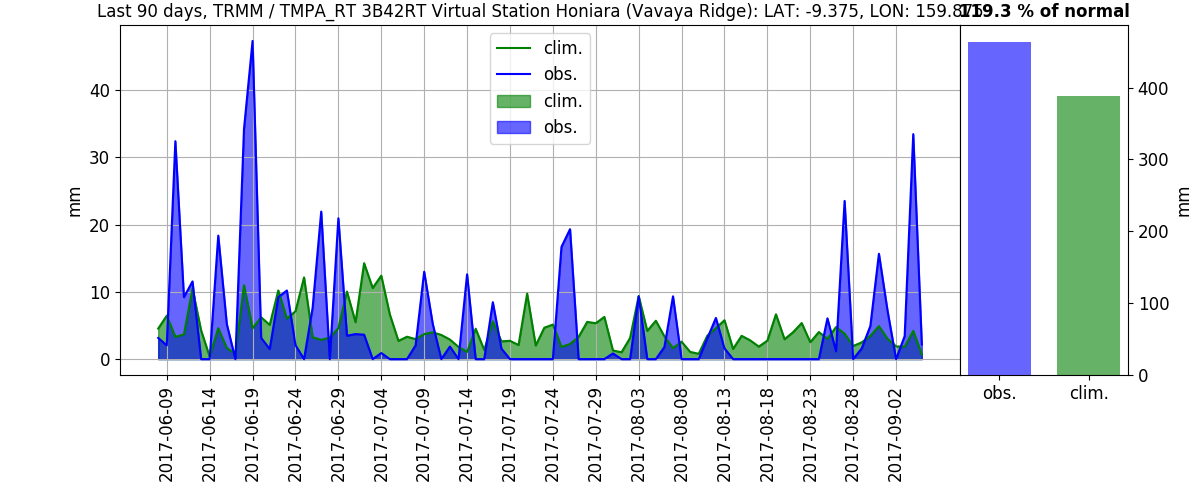 Last 90 days, TRMM / TMPA_RT 3B42RT Virtual Station Honiara (Vavaya Ridge): LAT: -9.375, LON: 159.875
119.3 % of normal
clim.
obs.
clim.
obs.
mm
40
30
20
10
0
2017-06-09
2017-06-14
2017-06-19
2017-06-24
2017-06-29
2017-07-04
2017-07-09
2017-07-14
2017-07-19
2017-07-24
2017-07-29
2017-08-03
2017-08-08
2017-08-13
2017-08-18
2017-08-23
2017-08-28
2017-09-02
400
300
200
100
0
mm
obs.
clim.